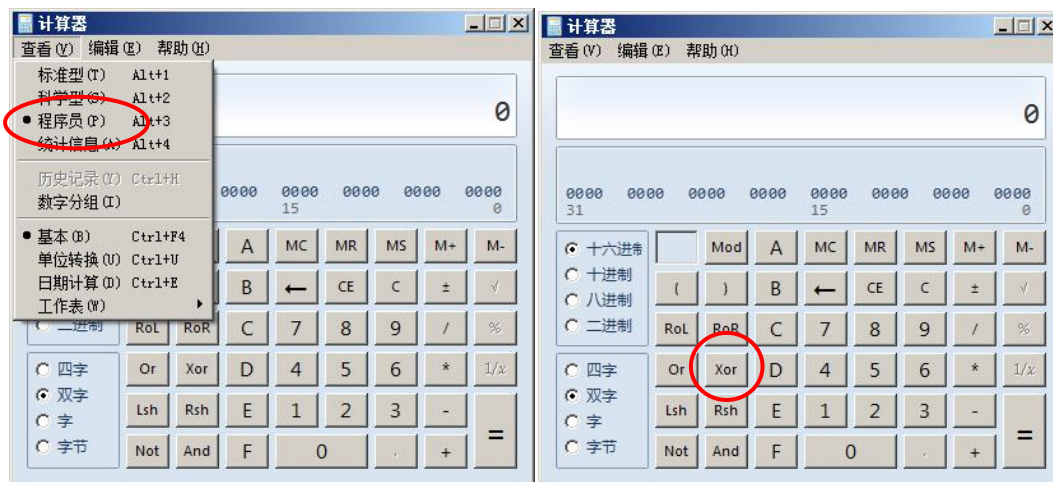 计算器
查看(V) 编辑(E) 帮助(H)
标准型(T) Alt+1
科学型(S) Alt+2
程序员(P) Alt+3
统计信息(A) Alt+4
历史记录(Y) Ctrl+H
数字分组(I)
基本(B) Ctrl+F4
单位转换(U) Ctrl+U
日期计算(D) Ctrl+E
工作表(W)
0
0000 0000 0000 0000 0000
15 0
A MC MR MS M+ M-
B ← CE C ± √
二进制 RoL RoR C 7 8 9 / %
四字 Or Xor D 4 5 6 * 1/x
双字
字 Lsh Rsh E 1 2 3 - =
字节 Not And F 0 . +
计算器
查看(V) 编辑(E) 帮助(H)
0
0000 0000 0000 0000 0000 0000 0000 0000
31 15 0
十六进制 Mod A MC MR MS M+ M-
十进制
八进制 ( ) B ← CE C ± √
二进制 RoL RoR C 7 8 9 / %
四字 Or Xor D 4 5 6 * 1/x
双字
字 Lsh Rsh E 1 2 3 - =
字节 Not And F 0 . +